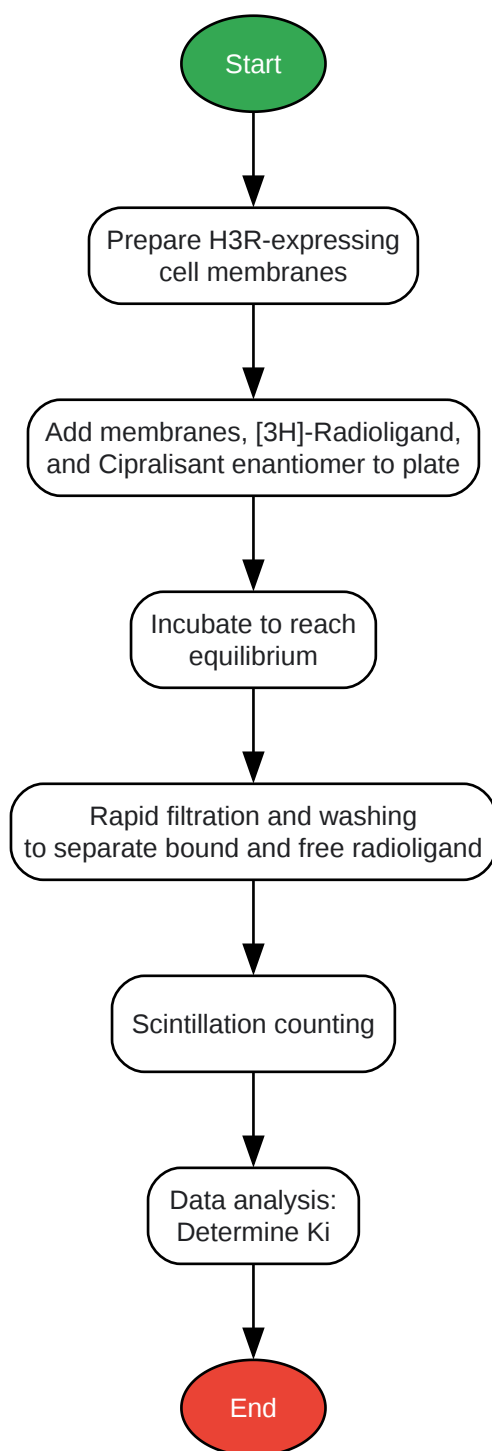 Start
Prepare H3R-expressing
cell membranes
Add membranes, [3H]-Radioligand,
and Cipralisant enantiomer to plate
Incubate to reach
equilibrium
Rapid filtration and washing
to separate bound and free radioligand
Scintillation counting
Data analysis:
Determine Ki
End